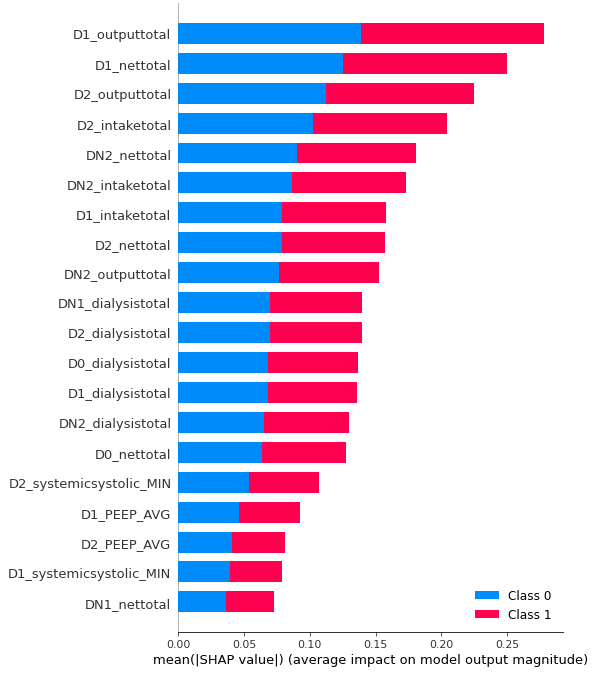 D1_outputtotal
D1_nettotal
D2_outputtotal
D2_intaketotal
DN2_nettotal
DN2_intaketotal
D1_intaketotal
D2_nettotal
DN2_outputtotal
DN1_dialysistotal
D2_dialysistotal
D0_dialysistotal
D1_dialysistotal
DN2_dialysistotal
D0_nettotal
D2_systemicsystolic_MIN
D1_PEEP_AVG
D2_PEEP_AVG
D1_systemicsystolic_MIN
DN1_nettotal
Class 0
Class 1
0.00 0.05 0.10 0.15 0.20 0.25
mean(|SHAP value|) (average impact on model output magnitude)